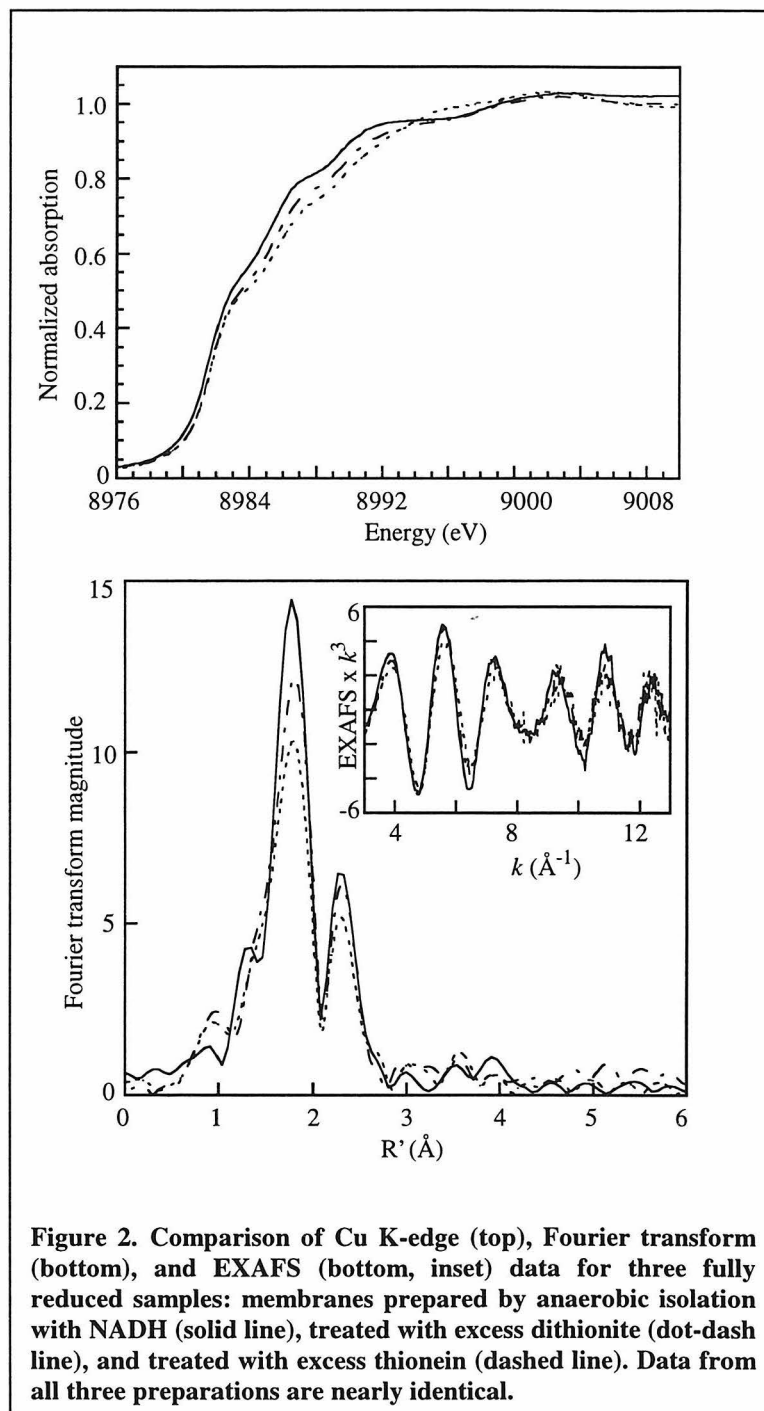 1.0
0.8
0.6
0.4
0.2
0
Normalized absorption
8976
8984
8992
9000
9008
Energy (eV)
15
10
5
0
Fourier transform magnitude
6
-6
EXAFS x k³
4
8
12
k (Å⁻¹)
0
1
2
3
4
5
6
R' (Å)
Figure 2. Comparison of Cu K-edge (top), Fourier transform
(bottom), and EXAFS (bottom, inset) data for three fully
reduced samples: membranes prepared by anaerobic isolation
with NADH (solid line), treated with excess dithionite (dot-dash
line), and treated with excess thionein (dashed line). Data from
all three preparations are nearly identical.